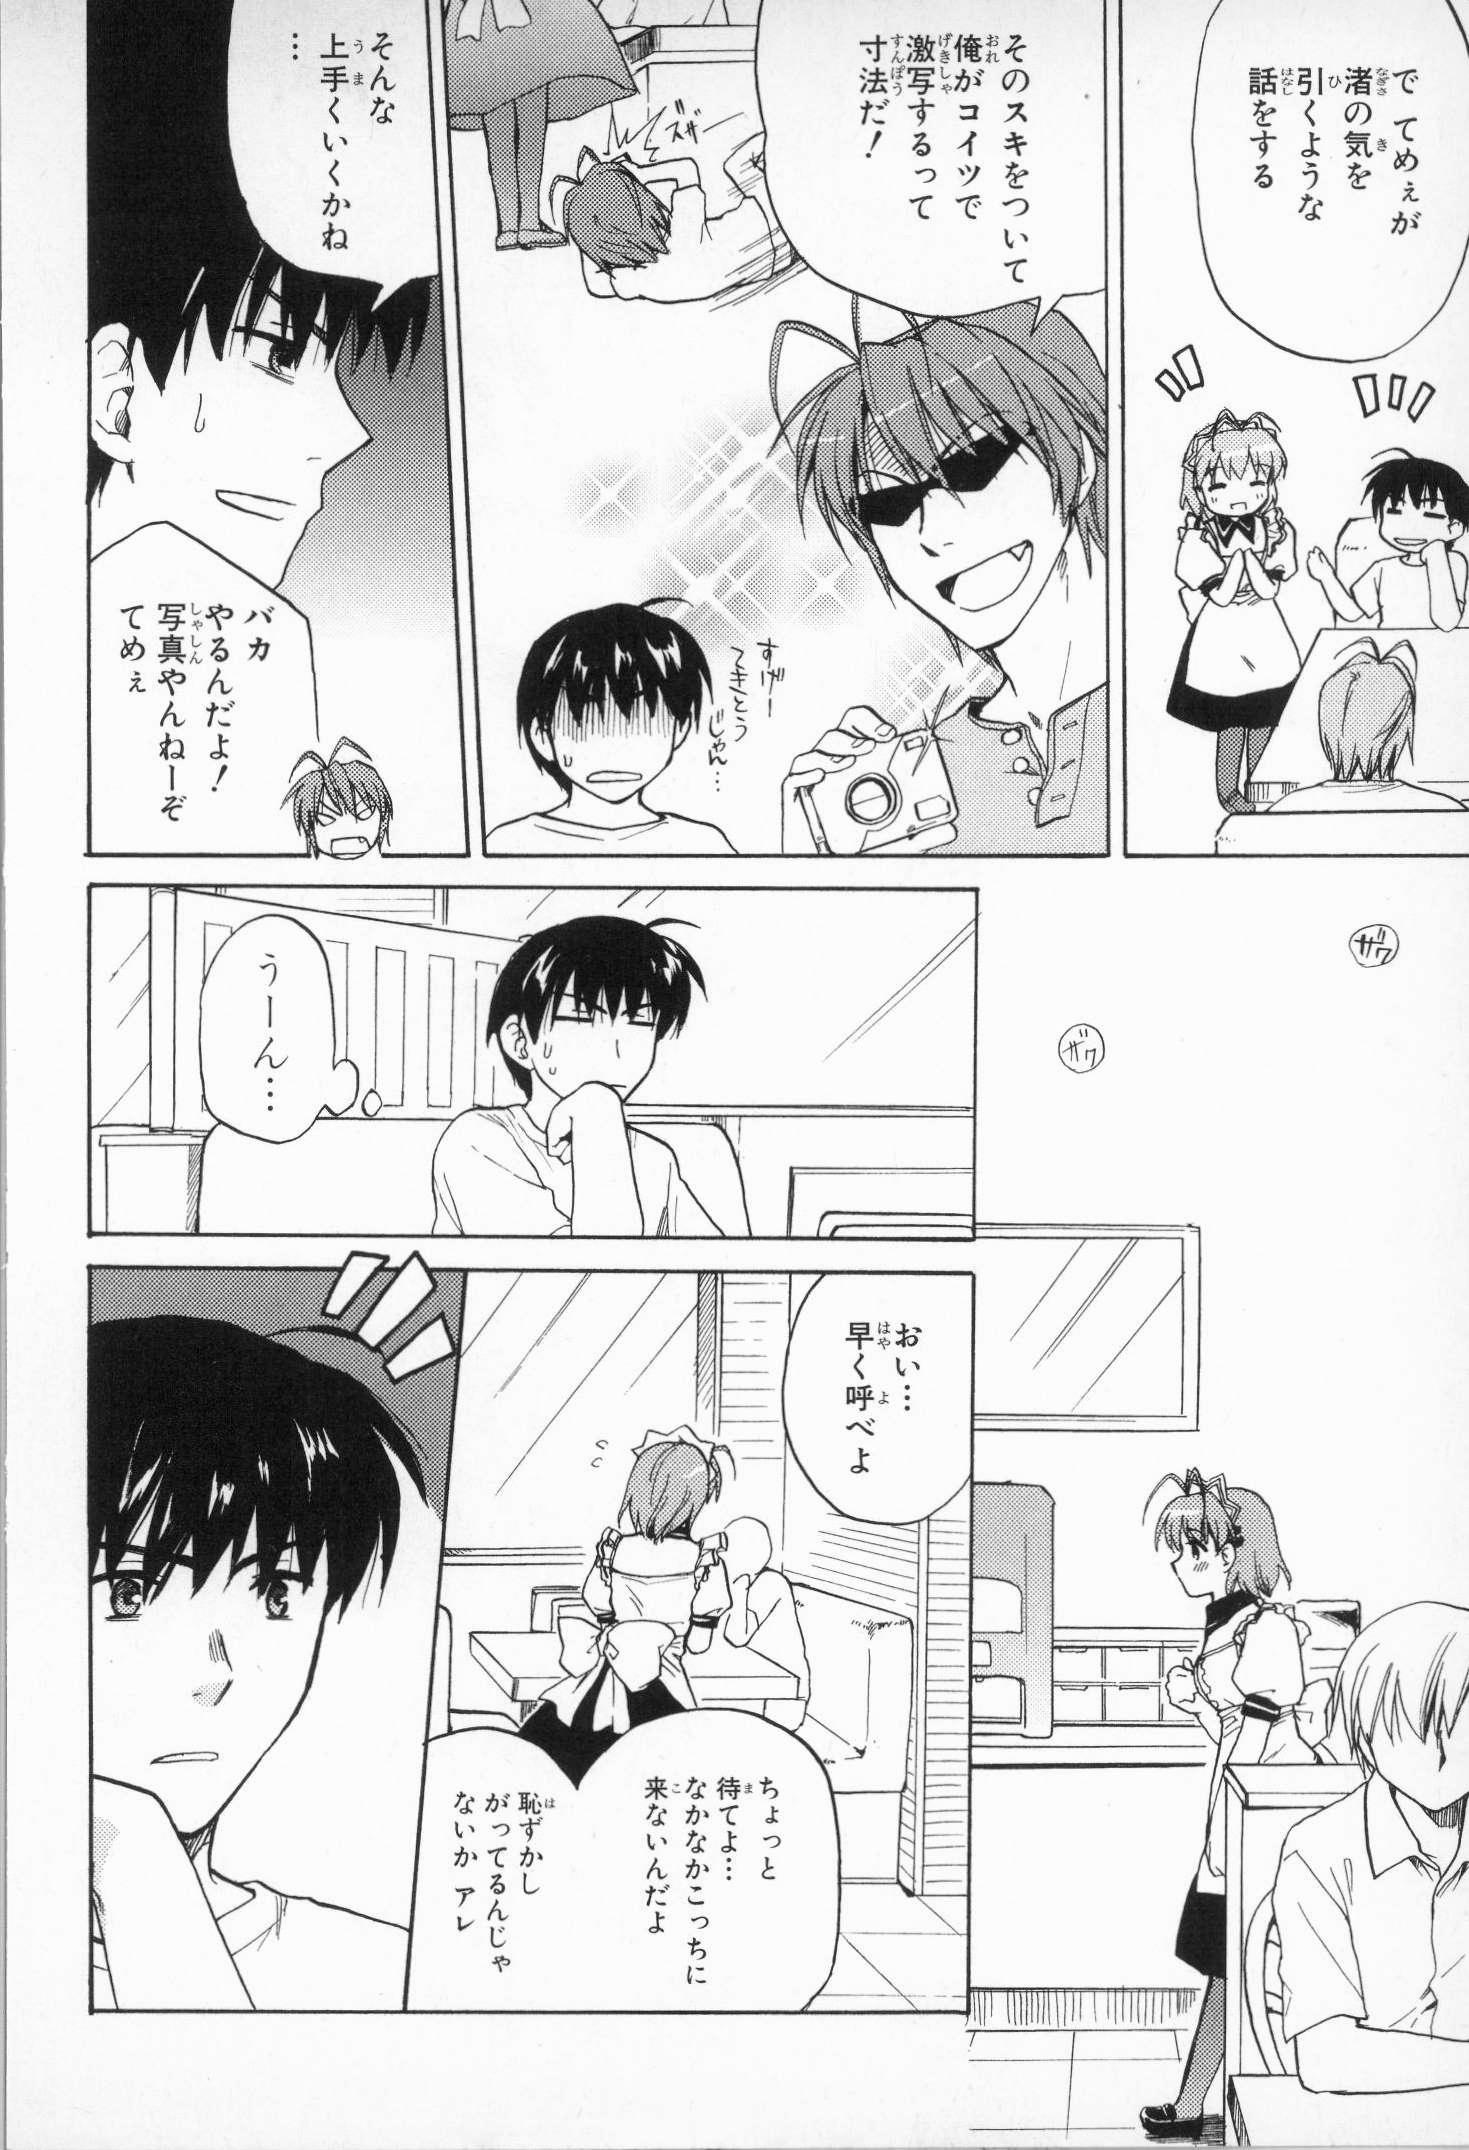 で てめぇが
渚の気を
引くような
話をする
そのスキをついて
俺がコイツで
激写するって
寸法だ!
ズザ
すげー
てきとう
じゃん…
そんな
上手くいくかね
…
バカ
やるんだよ!
写真やんねーぞ
てめぇ
ザワ
ザワ
うーん…
おい…
早く呼べよ
ちょっと
待てよ…
なかなかこっちに
来ないんだよ
恥ずかし
がってるんじゃ
ないか アレ